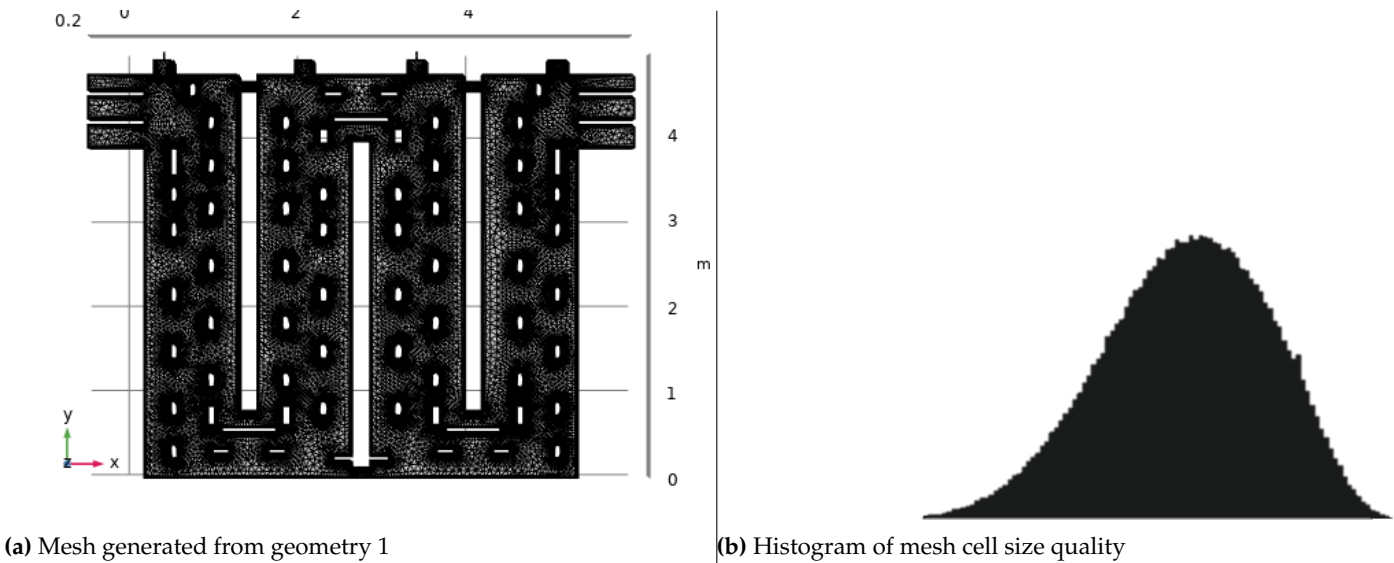 0.2 0 2 4
4
3
m
2
1
y
z x
0
(a) Mesh generated from geometry 1
(b) Histogram of mesh cell size quality